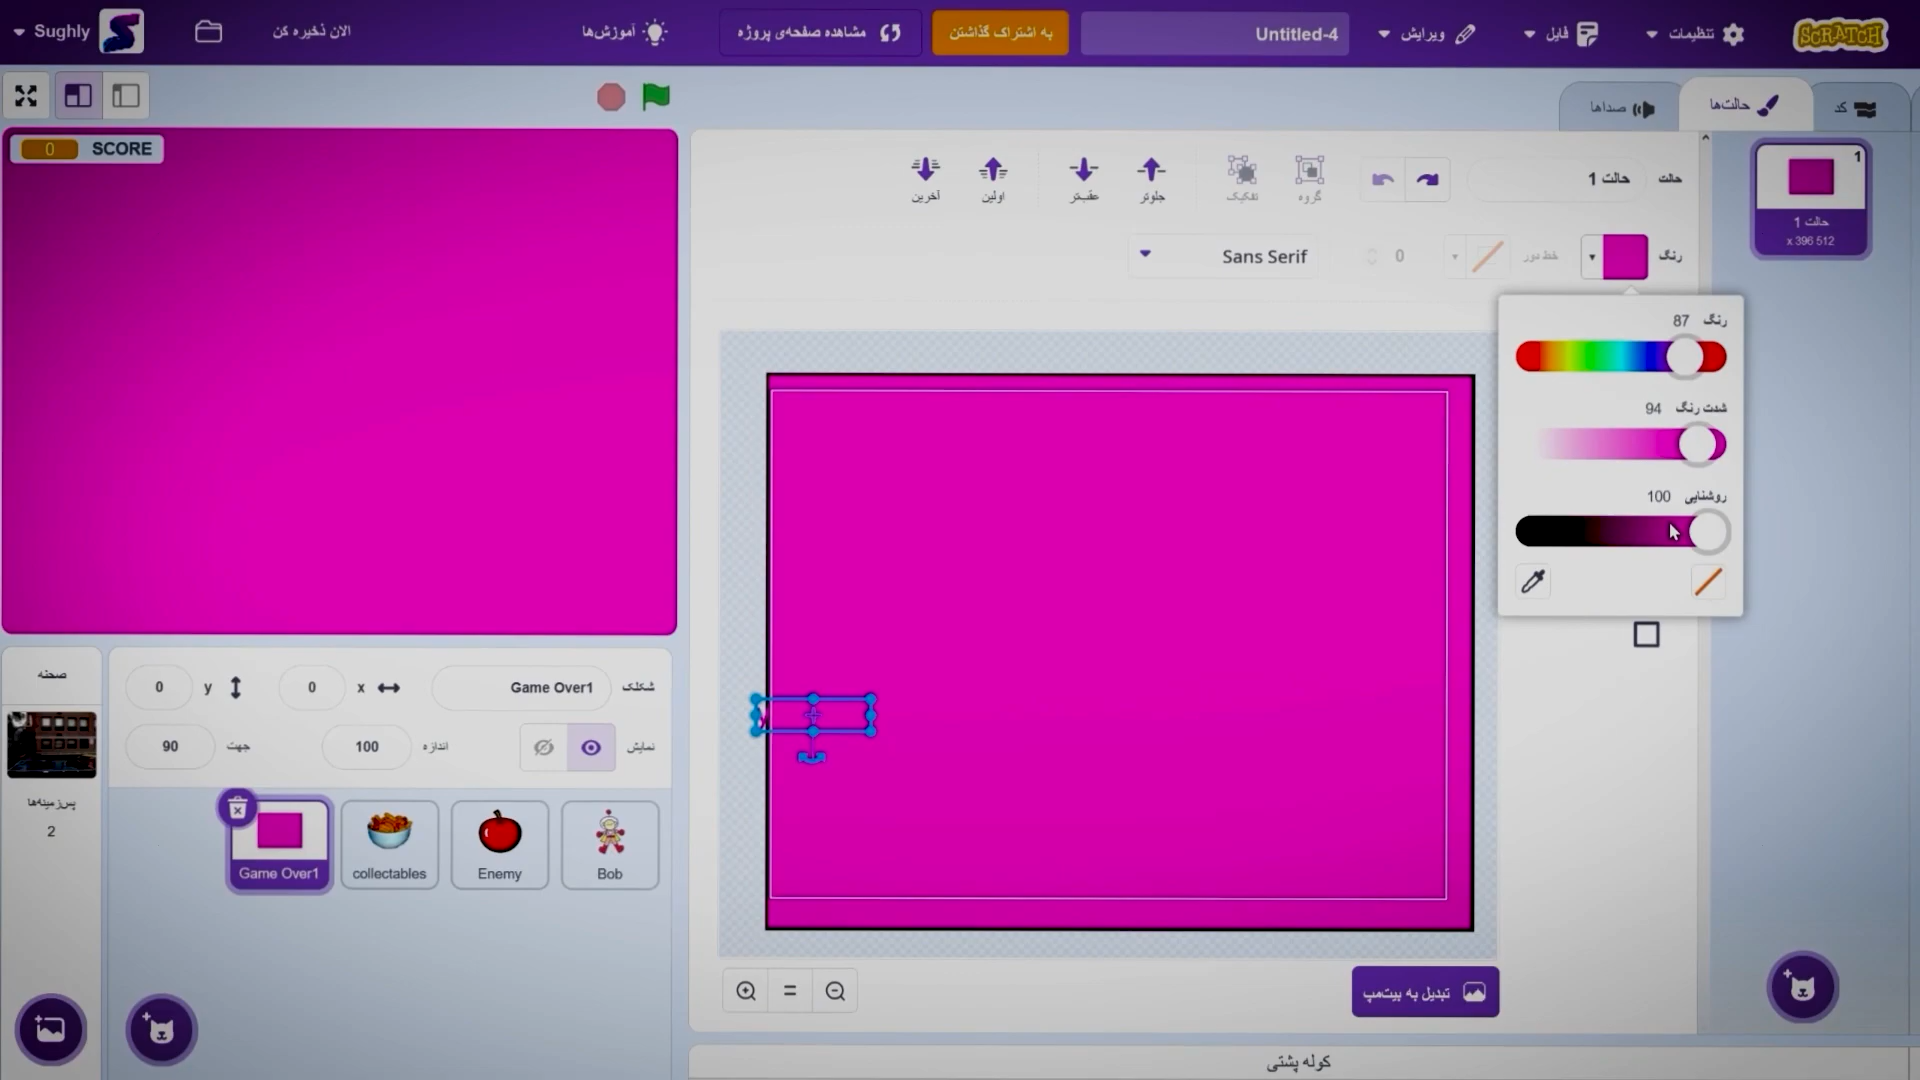 SCRATCH
تنظیمات
فایل
ویرایش
Untitled-4
به اشتراک گذاشتن
مشاهده صفحه‌ی پروژه
آموزش‌ها
الان ذخیره کن
Sughly
کد
حالت‌ها
صداها
SCORE 0
حالت
حالت 1
گروه
تفکیک
جلوتر
عقب‌تر
اولین
آخرین
1
حالت 1
512 x 396
رنگ
خط دور
0
Sans Serif
رنگ 87
شدت رنگ 94
روشنایی 100
شکلک
Game Over1
x 0
y 0
نمایش
اندازه 100
جهت 90
صحنه
پس‌زمینه‌ها
2
Game Over1
collectables
Enemy
Bob
تبدیل به بیت‌مپ
کوله پشتی